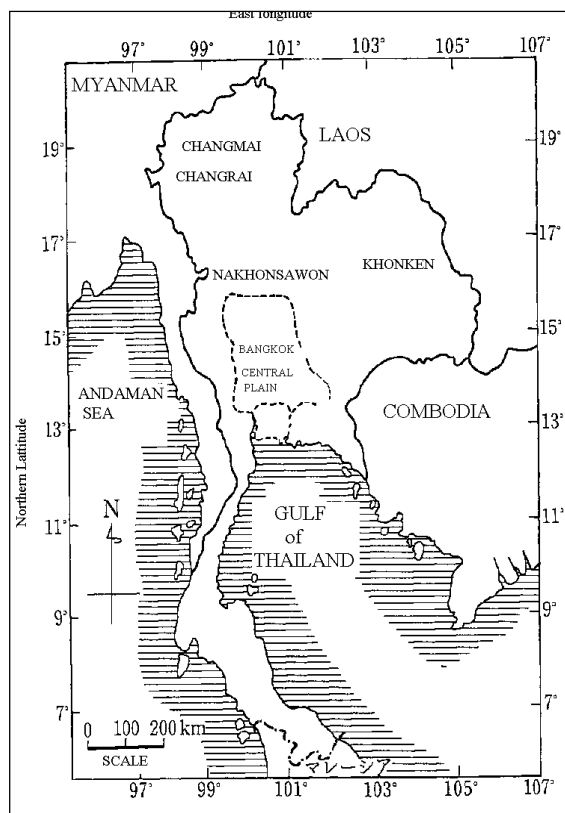 East longitude
97° 99° 101° 103° 105° 107°
MYANMAR
LAOS
CHANGMAI
CHANGRAI
19° 19°
17° 17°
KHONKEN
NAKHONSAWON
15° 15°
BANGKOK
CENTRAL
PLAIN
ANDAMAN
SEA
COMBODIA
13° 13°
Northern Lattitude
N
GULF
of
THAILAND
11° 11°
9° 9°
7° 7°
0 100 200 km
SCALE
マレーシア
97° 99° 101° 103° 105° 107°